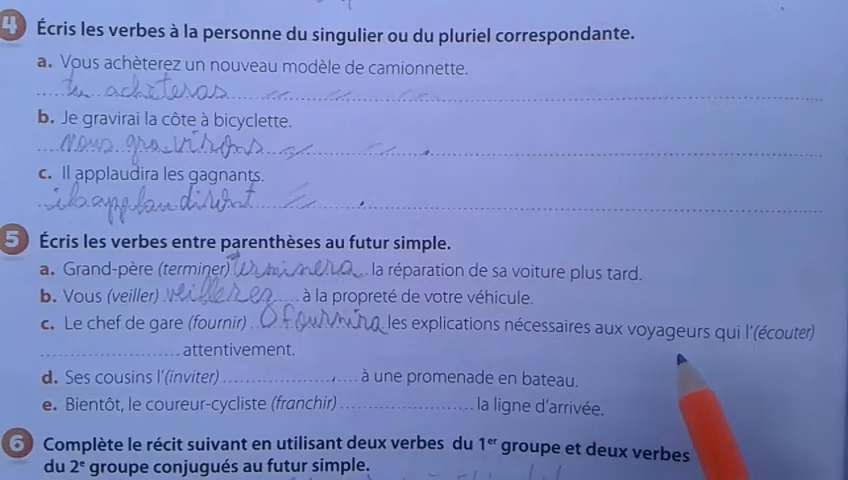 4 Écris les verbes à la personne du singulier ou du pluriel correspondante.
a. Vous achèterez un nouveau modèle de camionnette.
tu achèteras
b. Je gravirai la côte à bicyclette.
Nous gravirons
c. Il applaudira les gagnants.
ils applaudiront
5 Écris les verbes entre parenthèses au futur simple.
a. Grand-père (terminer) terminera la réparation de sa voiture plus tard.
b. Vous (veiller) veillerez à la propreté de votre véhicule.
c. Le chef de gare (fournir) fournira les explications nécessaires aux voyageurs qui l'(écouter)
attentivement.
d. Ses cousins l'(inviter) à une promenade en bateau.
e. Bientôt, le coureur-cycliste (franchir) la ligne d'arrivée.
6 Complète le récit suivant en utilisant deux verbes du 1er groupe et deux verbes
du 2e groupe conjugués au futur simple.